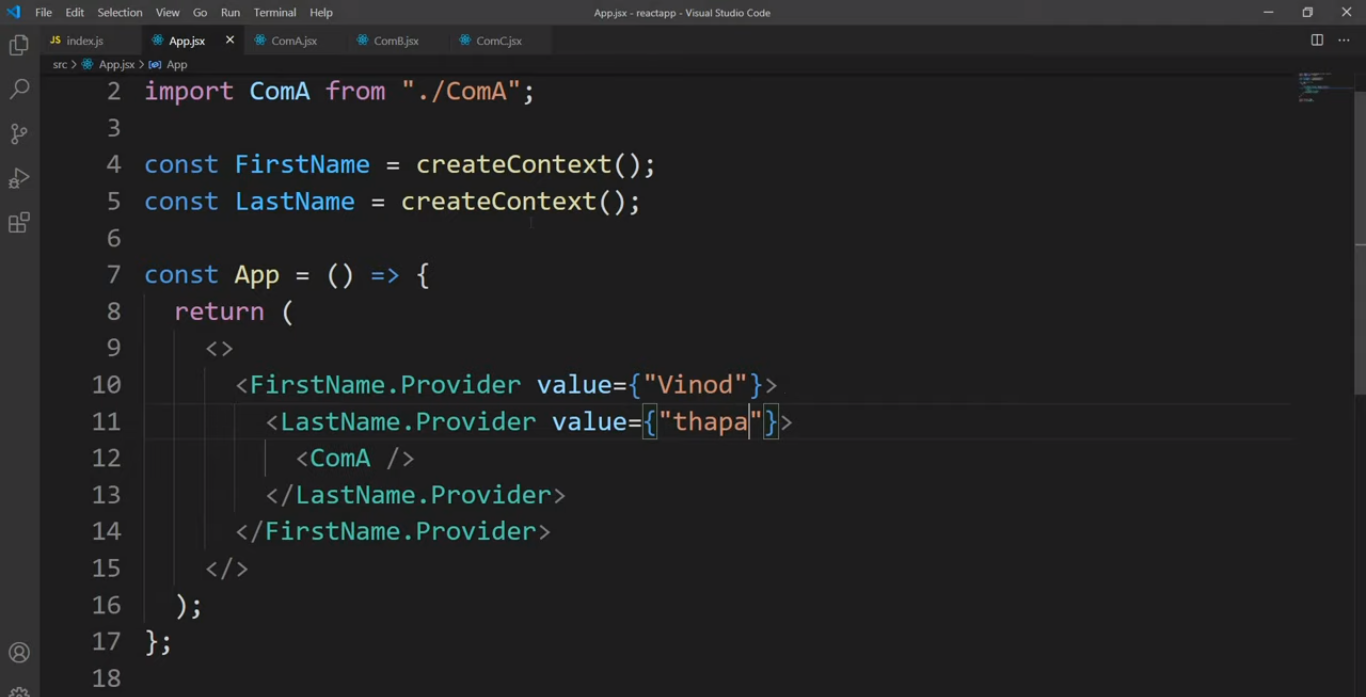 File Edit Selection View Go Run Terminal Help App.jsx - reactapp - Visual Studio Code
JS index.js App.jsx ComA.jsx ComB.jsx ComC.jsx
src > App.jsx > App
2 import ComA from "./ComA";
3
4 const FirstName = createContext();
5 const LastName = createContext();
6
7 const App = () => {
8 return (
9 <>
10 <FirstName.Provider value={"Vinod"}>
11 <LastName.Provider value={"thapa"}>
12 <ComA />
13 </LastName.Provider>
14 </FirstName.Provider>
15 </>
16 );
17 };
18